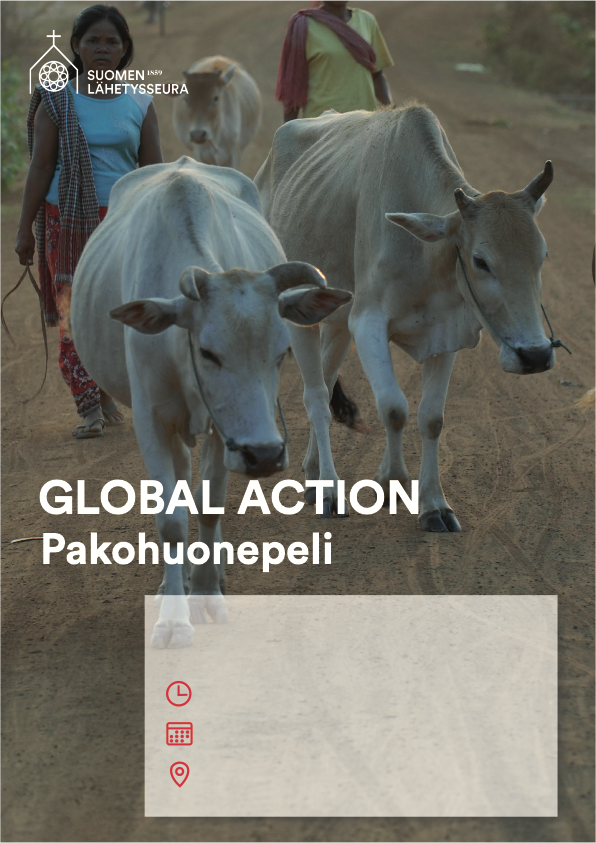 SUOMEN 1859
LÄHETYSSEURA
GLOBAL ACTION
Pakohuonepeli